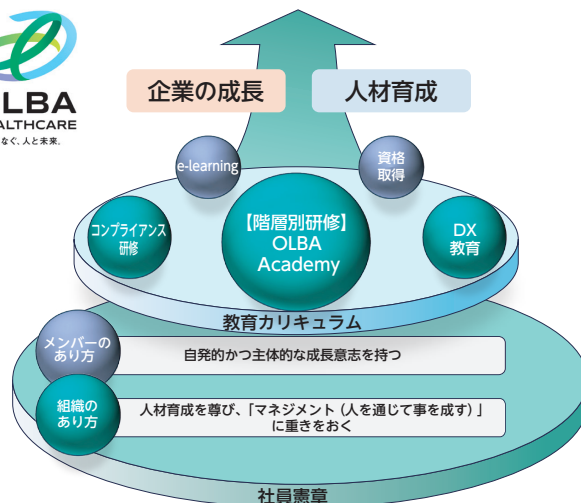 LBA
EALTHCARE
なぐ、人と未来。
企業の成長
人材育成
e-learning
資格
取得
コンプライアンス
研修
【階層別研修】
OLBA
Academy
DX
教育
教育カリキュラム
メンバーの
あり方
自発的かつ主体的な成長意志を持つ
組織の
あり方
人材育成を尊び、「マネジメント（人を通じて事を成す）」
に重きをおく
社員憲章